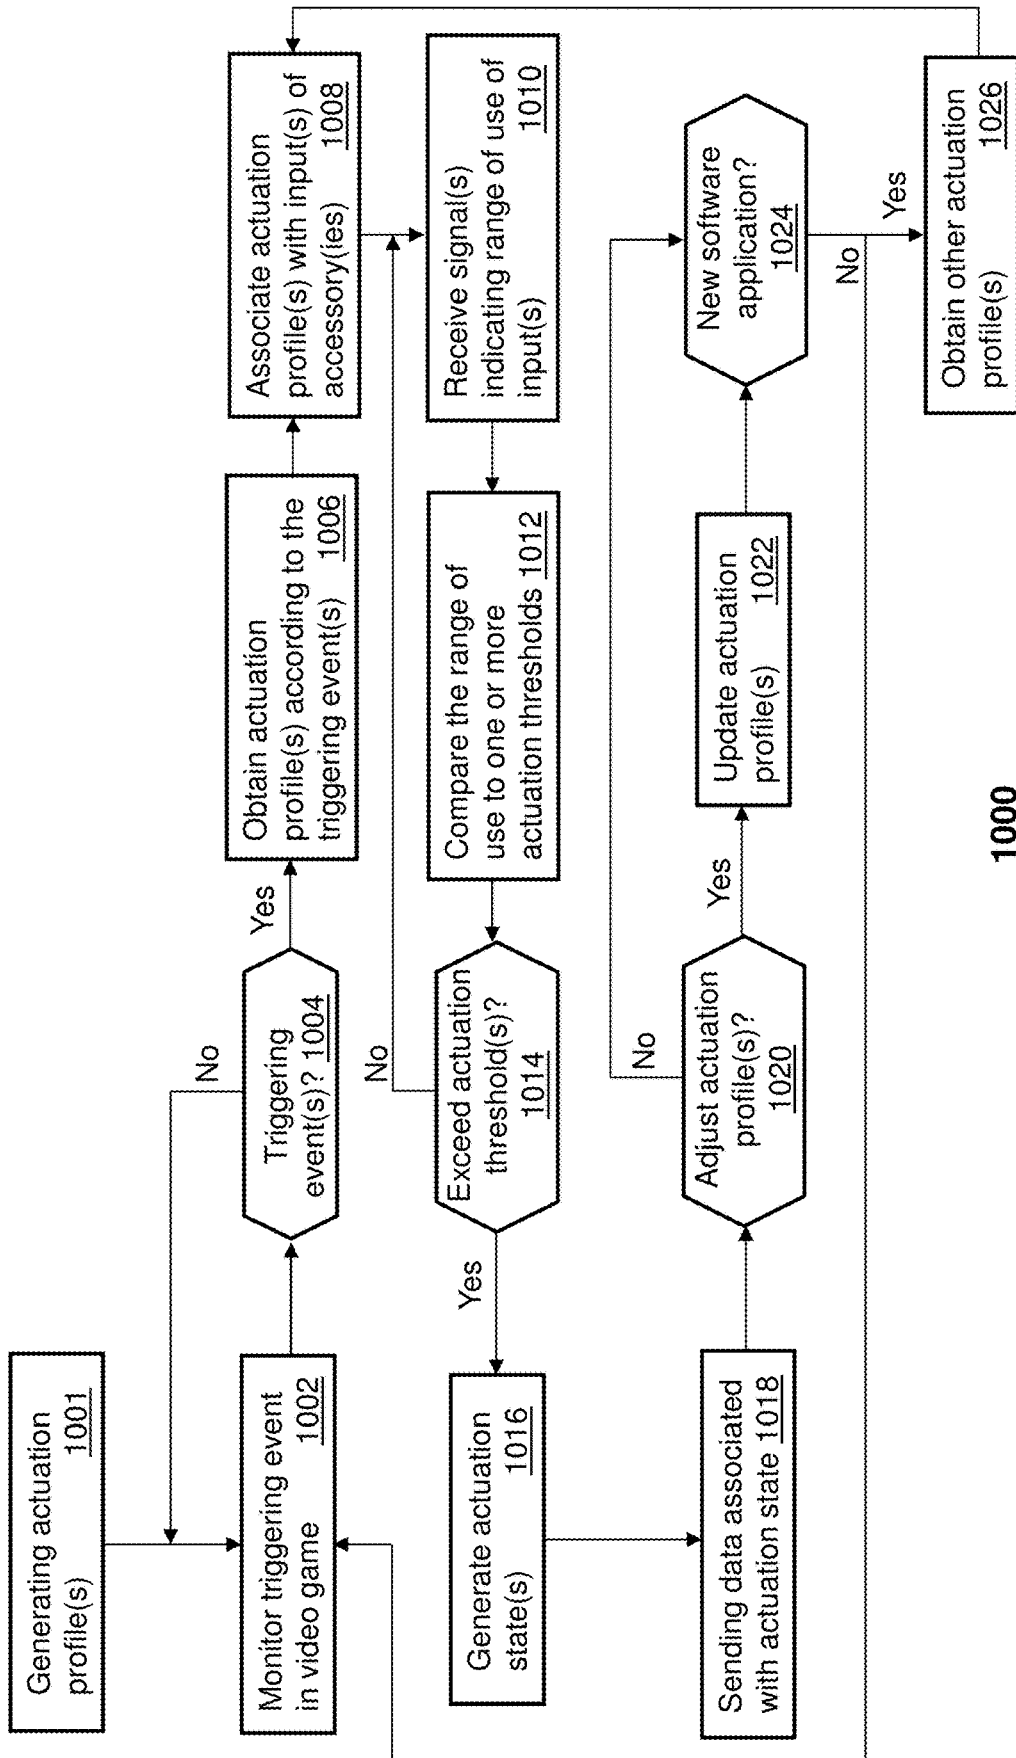 Generating actuation
profile(s) 1001
Monitor triggering event
in video game 1002
Triggering
event(s)? 1004
No
Yes
Obtain actuation
profile(s) according to the
triggering event(s) 1006
Associate actuation
profile(s) with input(s) of
accessory(ies) 1008
Receive signal(s)
indicating range of use of
input(s) 1010
Compare the range of
use to one or more
actuation thresholds 1012
Exceed actuation
threshold(s)?
1014
No
Yes
Generate actuation
state(s) 1016
Sending data associated
with actuation state 1018
Adjust actuation
profile(s)?
1020
No
Yes
Update actuation
profile(s) 1022
New software
application?
1024
No
Yes
Obtain other actuation
profile(s) 1026
1000